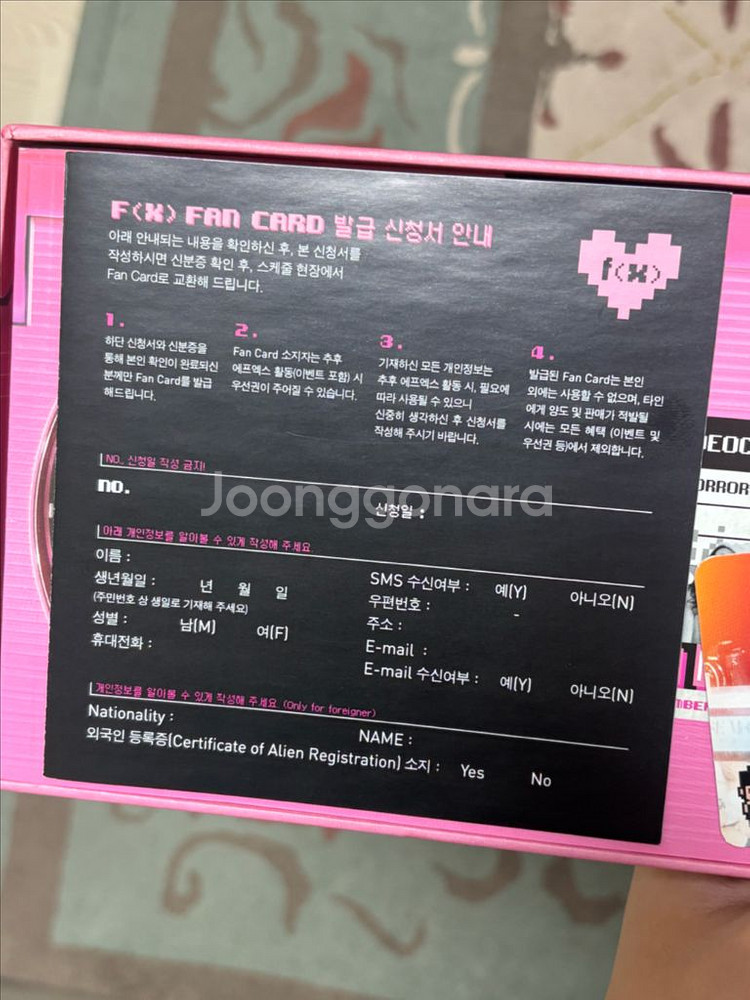 F(X) FAN CARD 발급 신청서 안내
아래 안내되는 내용을 확인하신 후, 본 신청서를
작성하시면 신분증 확인 후, 스케줄 현장에서
Fan Card로 교환해 드립니다.
f(x)
1.
하단 신청서와 신분증을
통해 본인 확인이 완료되신
분께만 Fan Card를 발급
해드립니다.
2.
Fan Card 소지자는 추후
에프엑스 활동(이벤트 포함) 시
우선권이 주어질 수 있습니다.
3.
기재하신 모든 개인정보는
추후 에프엑스 활동 시, 필요에
따라 사용될 수 있으니
신중히 생각하신 후 신청서를
작성해 주시기 바랍니다.
4.
발급된 Fan Card는 본인
외에는 사용할 수 없으며, 타인
에게 양도 및 판매가 적발될
시에는 모든 혜택 (이벤트 및
우선권 등)에서 제외합니다.
NO., 신청일 작성 금지!
no.
신청일 :
Joonggonara
아래 개인정보를 알아볼 수 있게 작성해 주세요.
이름 :
생년월일 : 년 월 일
(주민번호 상 생일로 기재해 주세요)
성별 : 남(M) 여(F)
휴대전화 :
SMS 수신여부 : 예(Y) 아니오(N)
우편번호 : -
주소 :
E-mail :
E-mail 수신여부 : 예(Y) 아니오(N)
개인정보를 알아볼 수 있게 작성해 주세요 (Only for foreigner)
Nationality :
NAME :
외국인 등록증(Certificate of Alien Registration) 소지 : Yes No